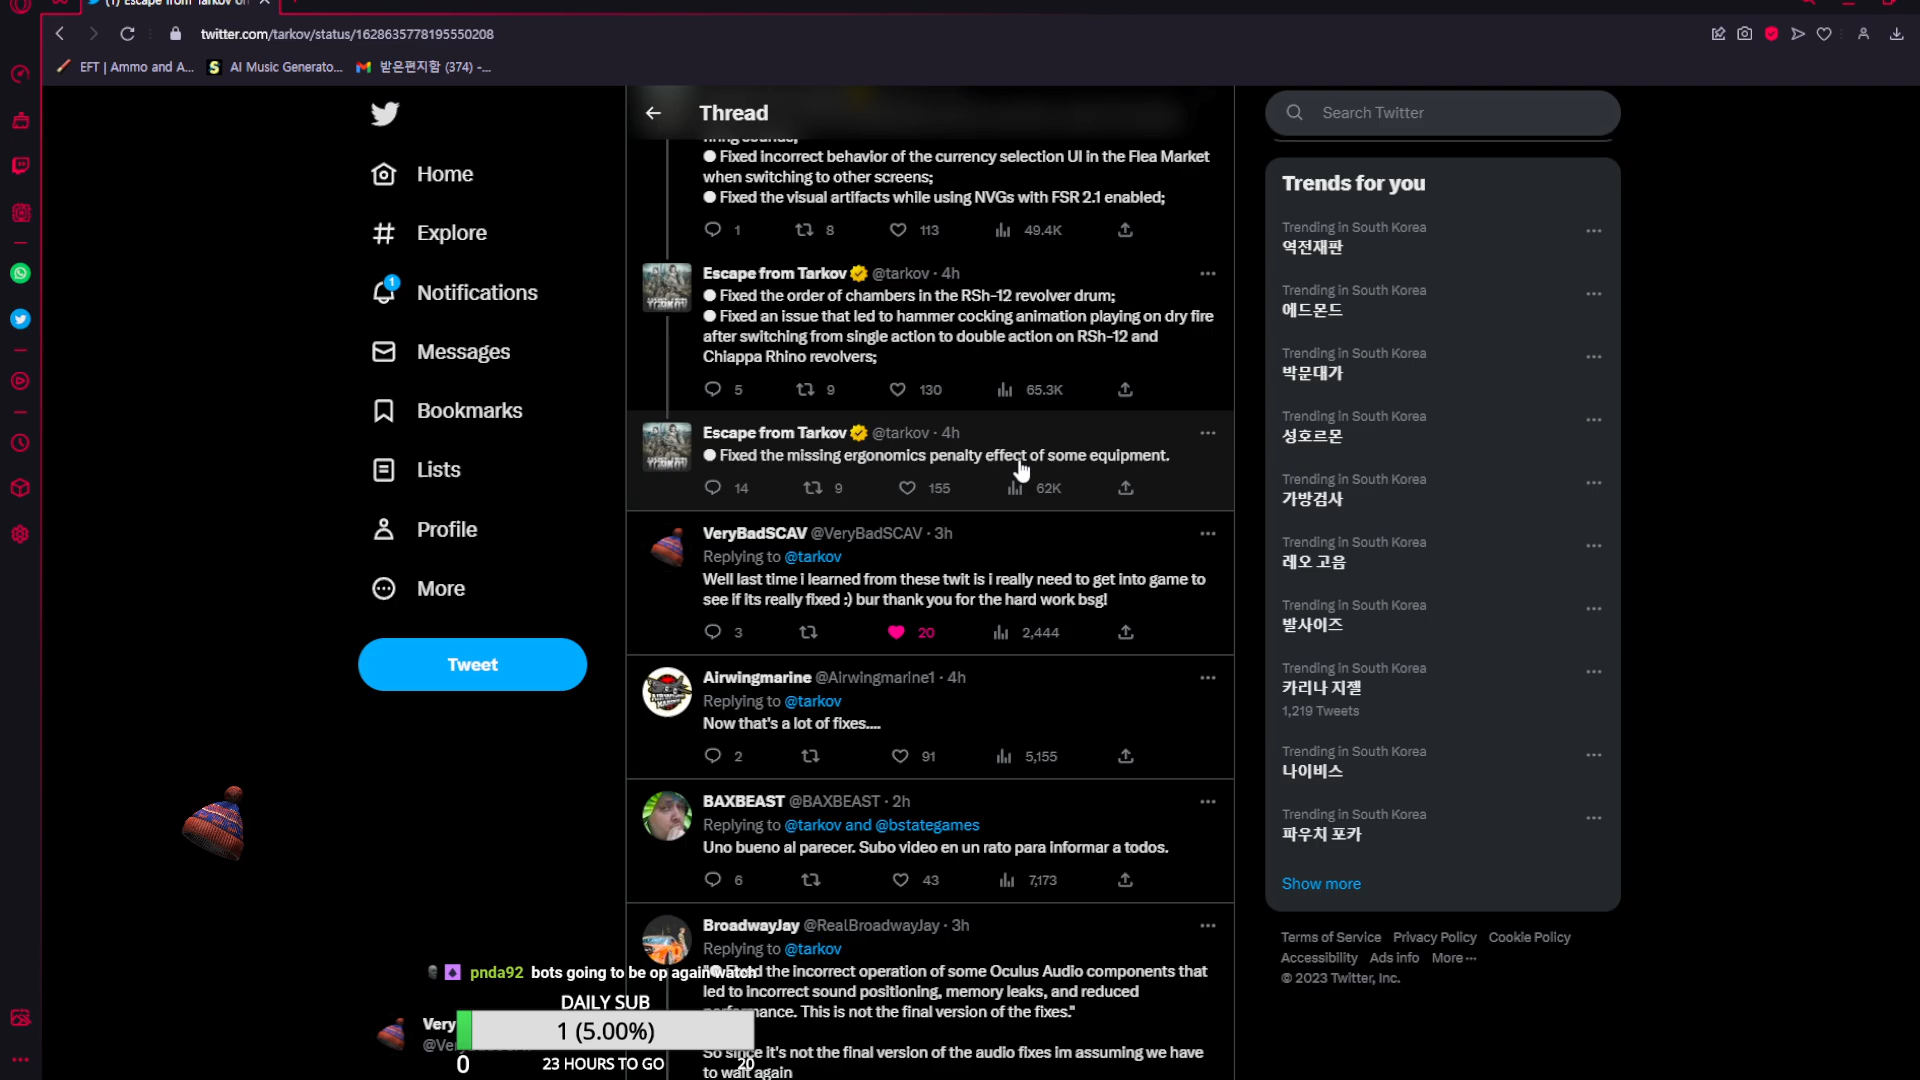 (1) Escape from Tarkov on
twitter.com/tarkov/status/1628635778195550208
EFT | Ammo and A...
AI Music Generato...
받은편지함 (374) -...
Home
Explore
1
Notifications
Messages
Bookmarks
Lists
Profile
More
Tweet
Thread
firing sounds;
● Fixed incorrect behavior of the currency selection UI in the Flea Market
when switching to other screens;
● Fixed the visual artifacts while using NVGs with FSR 2.1 enabled;
1 8 113 49.4K
Escape from Tarkov @tarkov · 4h
● Fixed the order of chambers in the RSh-12 revolver drum;
● Fixed an issue that led to hammer cocking animation playing on dry fire
after switching from single action to double action on RSh-12 and
Chiappa Rhino revolvers;
5 9 130 65.3K
Escape from Tarkov @tarkov · 4h
● Fixed the missing ergonomics penalty effect of some equipment.
14 9 155 62K
VeryBadSCAV @VeryBadSCAV · 3h
Replying to @tarkov
Well last time i learned from these twit is i really need to get into game to
see if its really fixed :) bur thank you for the hard work bsg!
3 20 2,444
Airwingmarine @Airwingmarine1 · 4h
Replying to @tarkov
Now that's a lot of fixes....
2 91 5,155
BAXBEAST @BAXBEAST · 2h
Replying to @tarkov and @bstategames
Uno bueno al parecer. Subo video en un rato para informar a todos.
6 43 7,173
BroadwayJay @RealBroadwayJay · 3h
Replying to @tarkov
the incorrect operation of some Oculus Audio components that
led to incorrect sound positioning, memory leaks, and reduced
performance. This is not the final version of the fixes."
So since it's not the final version of the audio fixes im assuming we have
to wait again
Search Twitter
Trends for you
Trending in South Korea
역전재판
Trending in South Korea
에드몬드
Trending in South Korea
박문대가
Trending in South Korea
성호르몬
Trending in South Korea
가방검사
Trending in South Korea
레오 고음
Trending in South Korea
발사이즈
Trending in South Korea
카리나 지젤
1,219 Tweets
Trending in South Korea
나이비스
Trending in South Korea
파우치 포카
Show more
Terms of Service Privacy Policy Cookie Policy
Accessibility Ads info More ···
© 2023 Twitter, Inc.
pnda92 bots going to be op again watch
DAILY SUB
1 (5.00%)
0 23 HOURS TO GO 20
Very
@Ve